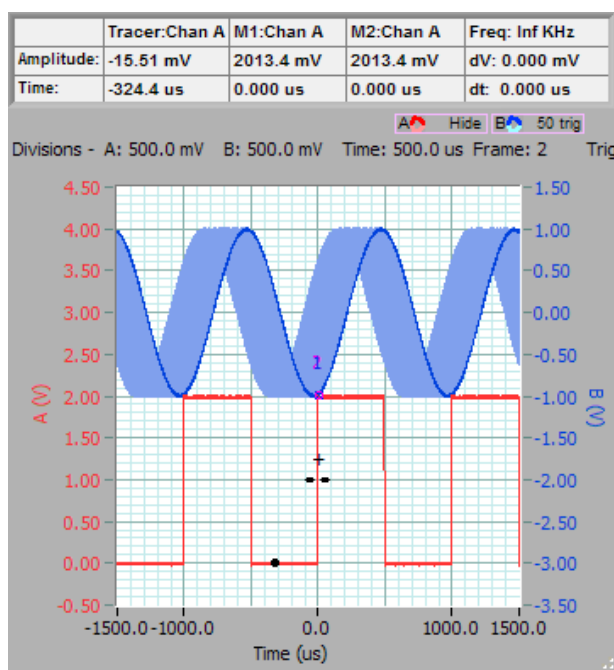 Tracer:Chan A M1:Chan A M2:Chan A Freq: Inf KHz
Amplitude: -15.51 mV 2013.4 mV 2013.4 mV dV: 0.000 mV
Time: -324.4 us 0.000 us 0.000 us dt: 0.000 us
A Hide B 50 trig
Divisions - A: 500.0 mV B: 500.0 mV Time: 500.0 us Frame: 2 Trig
4.50 1.50
4.00 1.00
3.50 0.50
3.00 -0.00
2.50 -0.50
2.00 -1.00
1.50 -1.50
1.00 -2.00
0.50 -2.50
0.00 -3.00
-0.50 -3.50
A (V)
B (V)
1
-1500.0 -1000.0 0.0 1000.0 1500.0
Time (us)